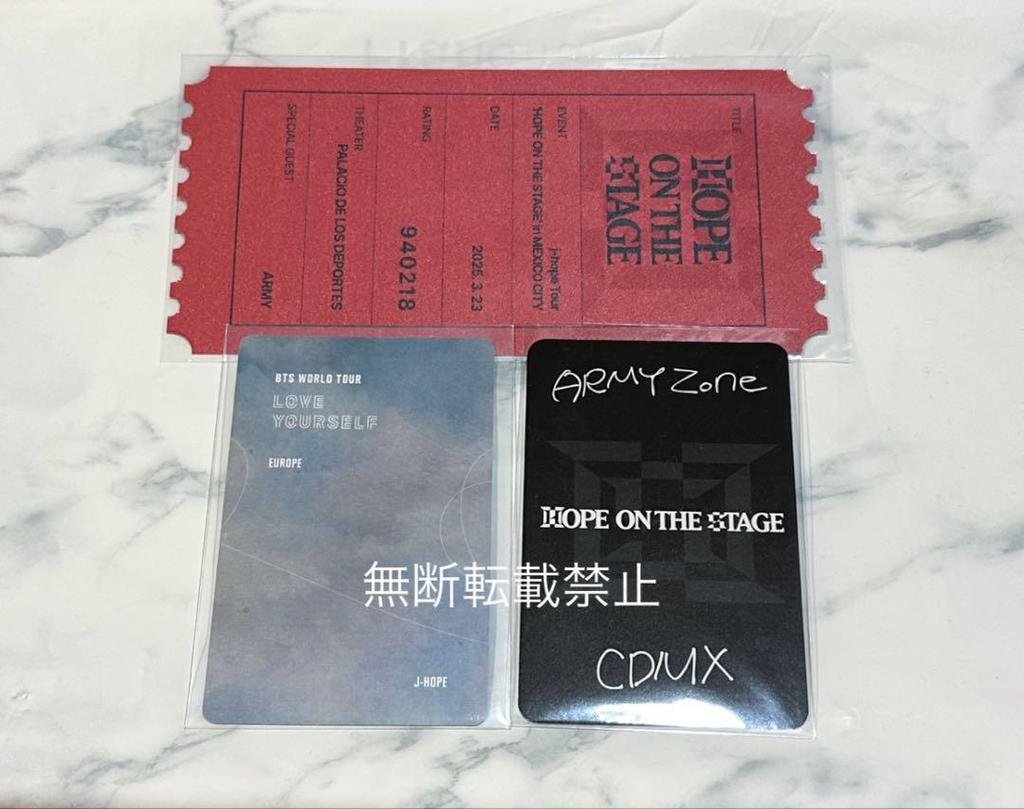 TITLE
HOPE
ON THE
STAGE
EVENT
j-hope Tour
'HOPE ON THE STAGE' in MEXICO CITY
DATE
2025. 3. 23
RATING
940218
THEATER
PALACIO DE LOS DEPORTES
SPECIAL GUEST
ARMY
BTS WORLD TOUR
LOVE
YOURSELF
EUROPE
J-HOPE
ARMY Zone
HOPE ON THE STAGE
CDMX
無断転載禁止